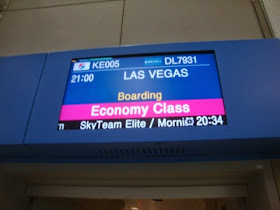 KE005 DL7931
21:00 LAS VEGAS
Boarding
Economy Class
m SkyTeam Elite / Morni 20:34